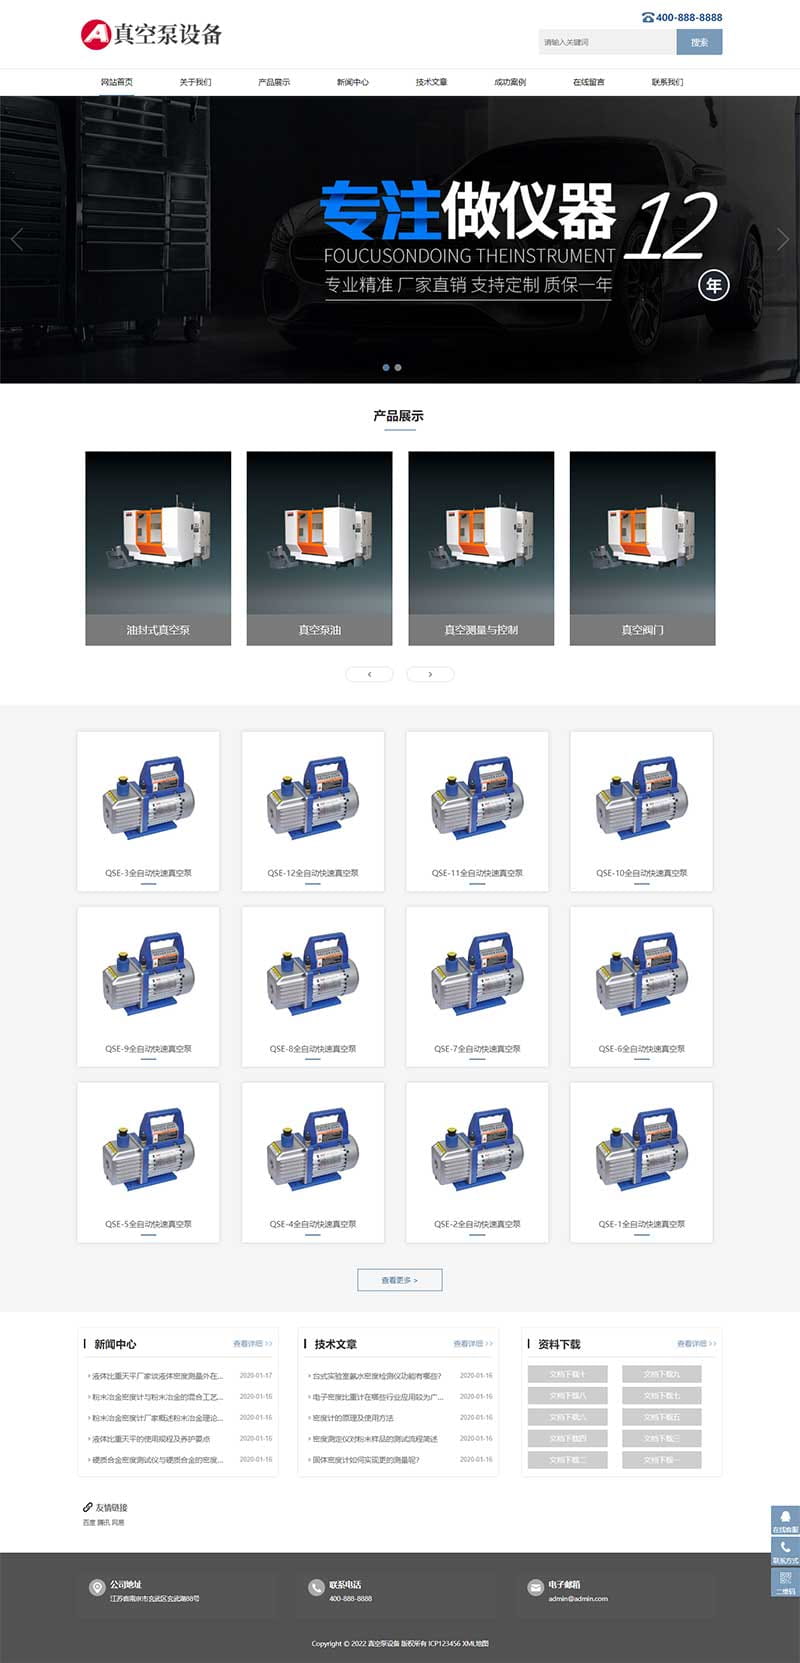 400-888-8888
A 真空泵设备
请输入关键词 搜索
网站首页 关于我们 产品展示 新闻中心 技术文章 成功案例 在线留言 联系我们
专注做仪器12
FOUCUSONDOING THEINSTRUMENT
专业精准 厂家直销 支持定制 质保一年 年
产品展示
油封式真空泵 真空泵油 真空测量与控制 真空阀门
QSE-3全自动快速真空泵 QSE-12全自动快速真空泵 QSE-11全自动快速真空泵 QSE-10全自动快速真空泵
QSE-9全自动快速真空泵 QSE-8全自动快速真空泵 QSE-7全自动快速真空泵 QSE-6全自动快速真空泵
QSE-5全自动快速真空泵 QSE-4全自动快速真空泵 QSE-2全自动快速真空泵 QSE-1全自动快速真空泵
查看更多 >
新闻中心 查看详细 >>
液体比重天平厂家谈液体密度测量外在... 2020-01-17
粉末冶金密度计与粉末冶金的混合工艺... 2020-01-16
粉末冶金密度计厂家概述粉末冶金理论... 2020-01-16
液体比重天平的使用规程及养护要点 2020-01-16
硬质合金密度测试仪与硬质合金的密度... 2020-01-16
技术文章 查看详细 >>
台式实验室氨水密度检测仪功能有哪些? 2020-01-16
电子密度比重计在哪些行业应用较为广... 2020-01-16
密度计的原理及使用方法 2020-01-16
密度测定仪对粉末样品的测试流程简述 2020-01-16
固体密度计如何实现更的测量呢? 2020-01-16
资料下载 查看详细 >>
文档下载十 文档下载九
文档下载八 文档下载七
文档下载六 文档下载五
文档下载四 文档下载三
文档下载二 文档下载一
友情链接
百度 腾讯 网易
在线客服
联系方式
二维码
公司地址
江苏省南京市玄武区玄武湖88号
联系电话
400-888-8888
电子邮箱
admin@admin.com
Copyright © 2022 真空泵设备 版权所有 ICP123456 XML地图